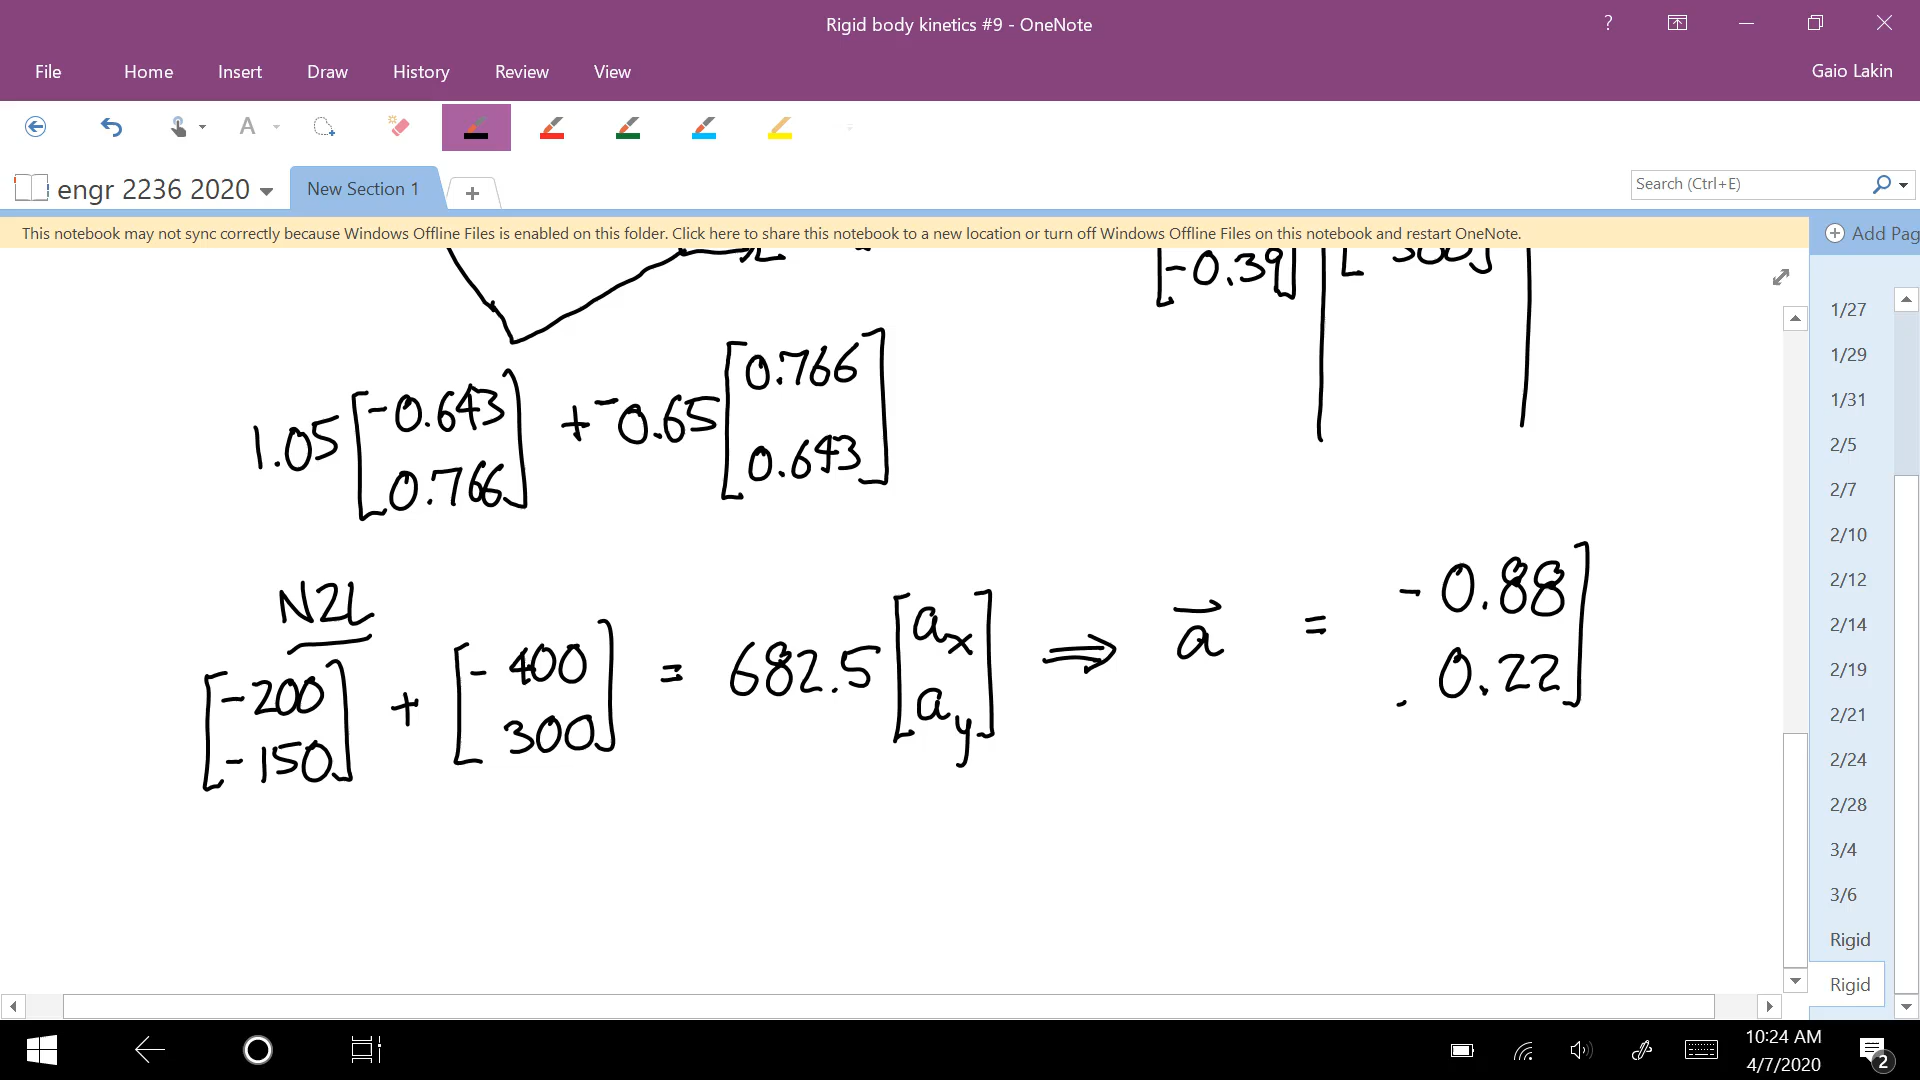 Rigid body kinetics #9 - OneNote
?
File Home Insert Draw History Review View
Gaio Lakin
A
engr 2236 2020
New Section 1
+
Search (Ctrl+E)
This notebook may not sync correctly because Windows Offline Files is enabled on this folder. Click here to share this notebook to a new location or turn off Windows Offline Files on this notebook and restart OneNote.
Add Pag
[-0.39] [ 300]
1.05 [-0.643 0.766] + -0.65 [0.766 0.643]
N2L
[-200 -150] + [-400 300] = 682.5 [ax ay] ⇒ a⃗ = -0.88 0.22]
1/27
1/29
1/31
2/5
2/7
2/10
2/12
2/14
2/19
2/21
2/24
2/28
3/4
3/6
Rigid
Rigid
10:24 AM
4/7/2020
2